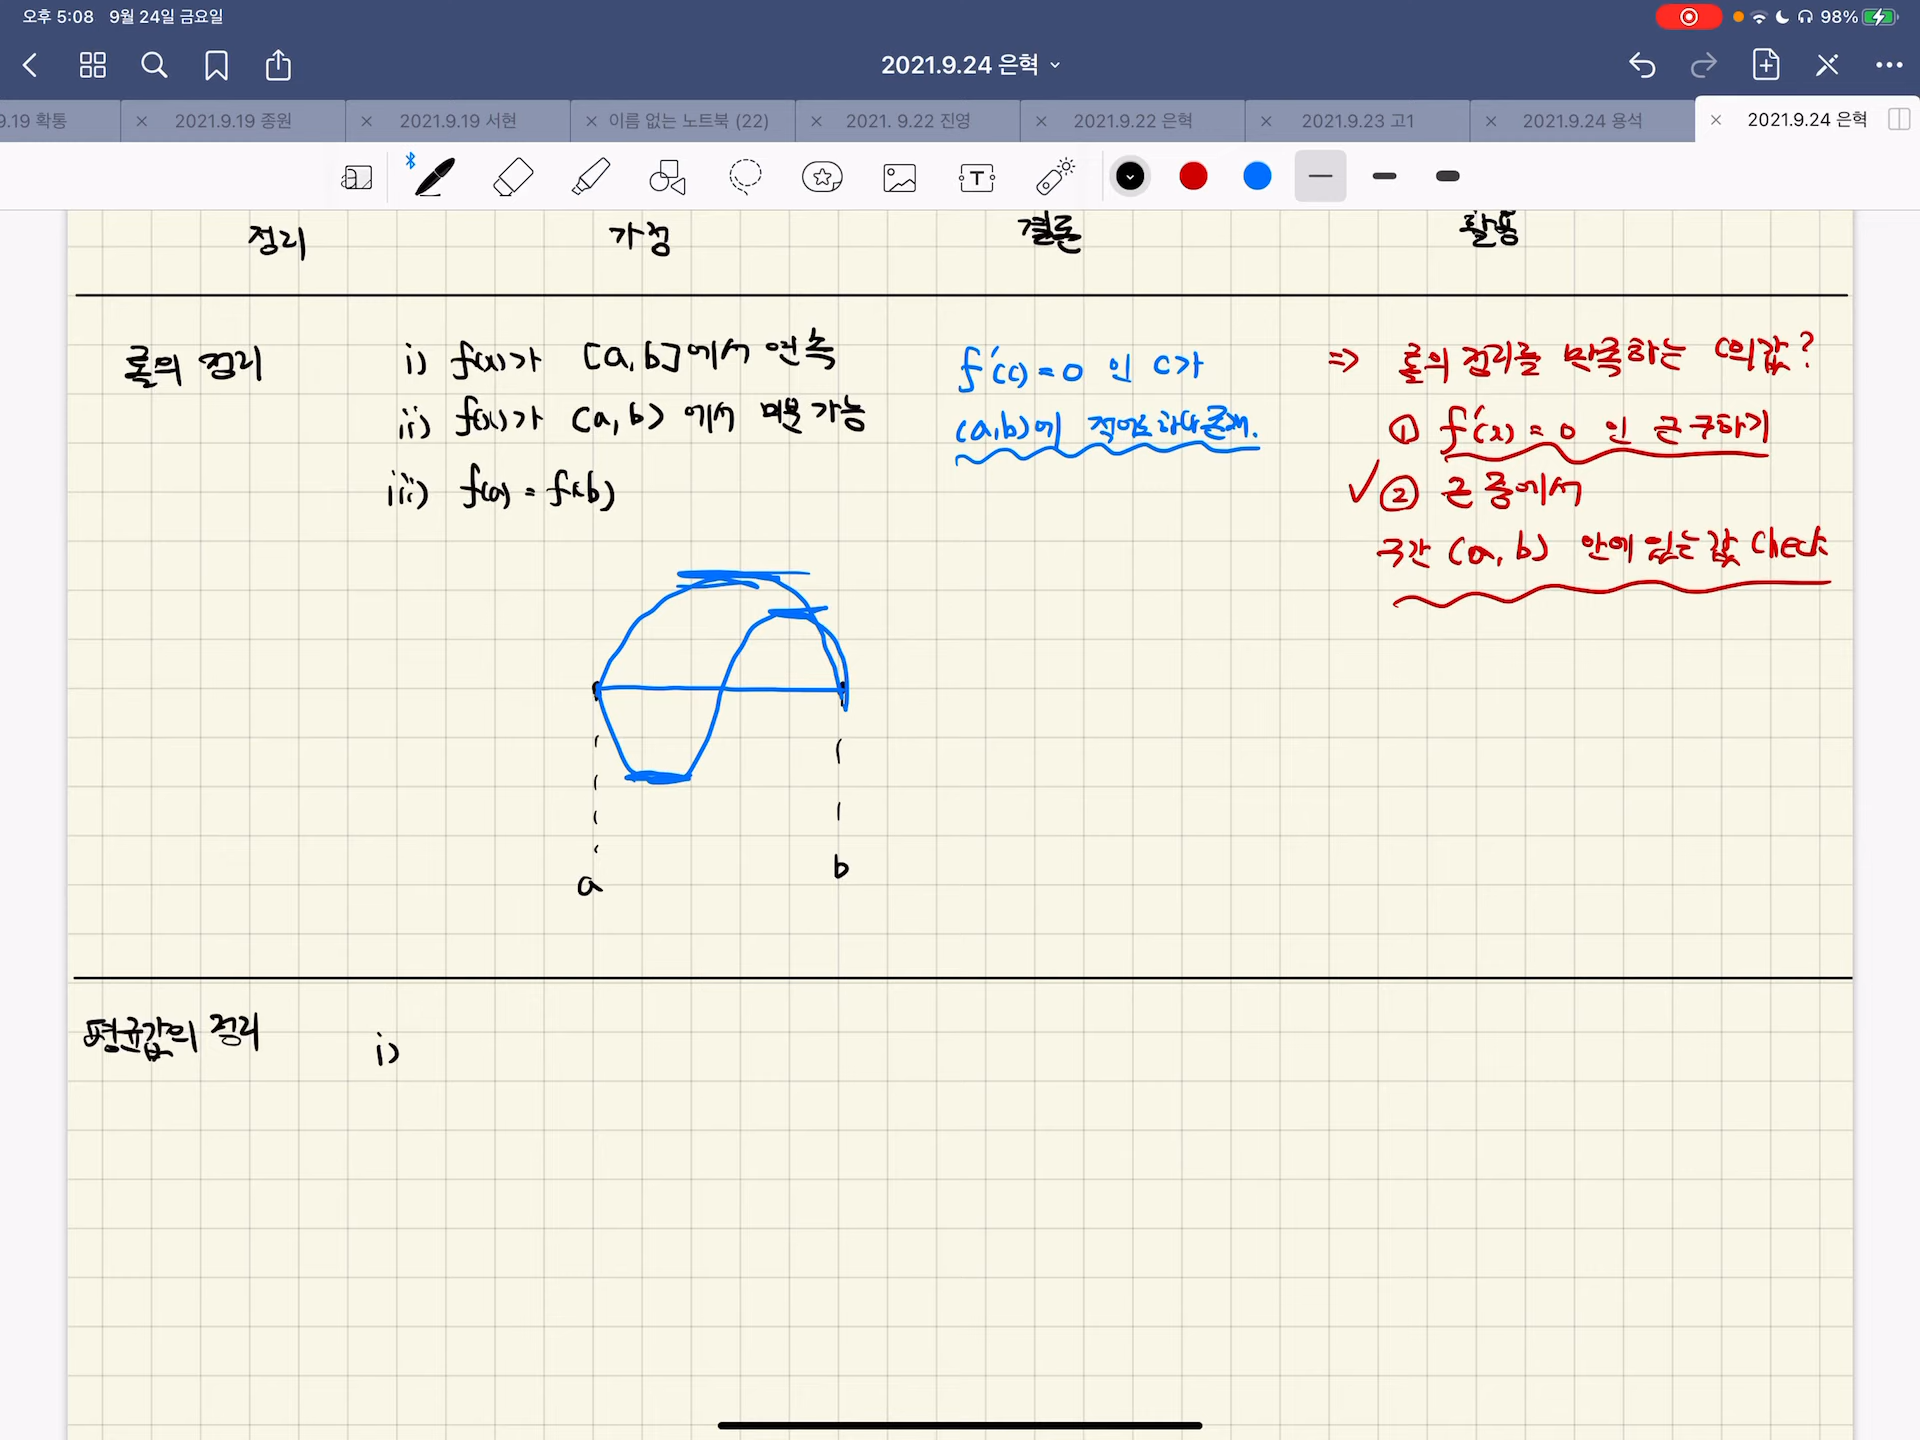 오후 5:08 9월 24일 금요일
98%
2021.9.24 은혁
9.19 확통
2021.9.19 종원
2021.9.19 서현
이름 없는 노트북 (22)
2021. 9.22 진영
2021.9.22 은혁
2021.9.23 고1
2021.9.24 용석
2021.9.24 은혁
정리 가정 결론 활용
롤의 정리
i) f(x)가 [a, b]에서 연속
ii) f(x)가 (a, b)에서 미분가능
iii) f(a) = f(b)
f'(c) = 0 인 c가
(a,b)에 적어도 하나 존재.
⇒ 롤의 정리를 만족하는 c의 값?
① f'(x) = 0 인 근 구하기
✓② 근 중에서
구간 (a, b) 안에 있는 값 check
a
b
평균값의 정리
i)